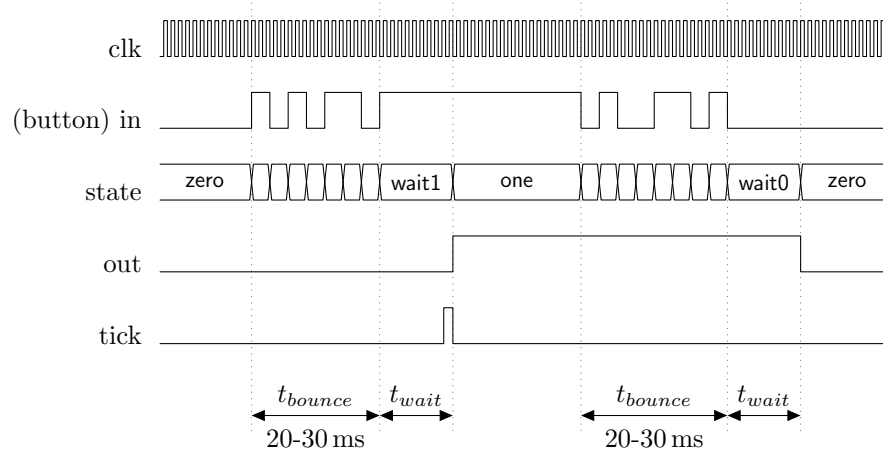 clk
(button) in
state zero wait1 one wait0 zero
out
tick
t_bounce t_wait t_bounce t_wait
20-30 ms 20-30 ms